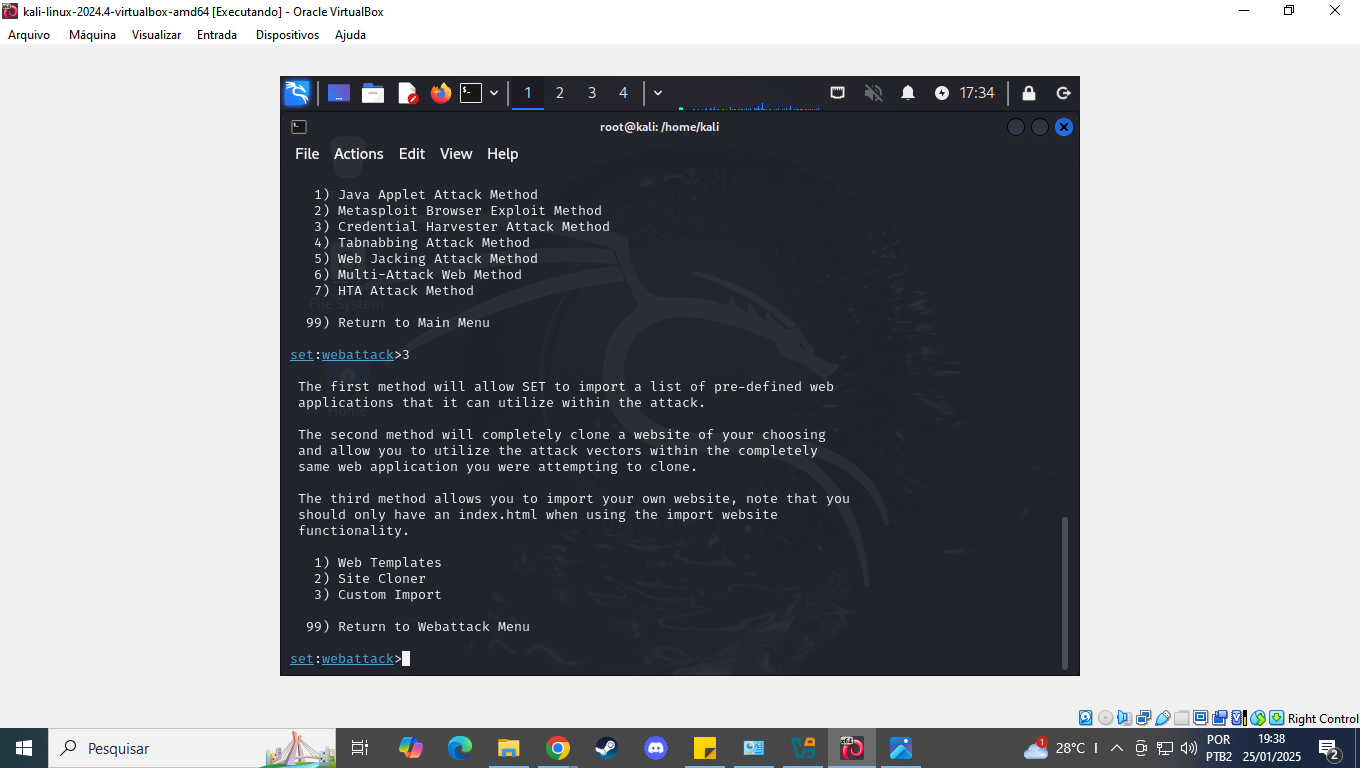 kali-linux-2024.4-virtualbox-amd64 [Executando] - Oracle VirtualBox
Arquivo Máquina Visualizar Entrada Dispositivos Ajuda
1 2 3 4 17:34
root@kali: /home/kali
File Actions Edit View Help
1) Java Applet Attack Method
2) Metasploit Browser Exploit Method
3) Credential Harvester Attack Method
4) Tabnabbing Attack Method
5) Web Jacking Attack Method
6) Multi-Attack Web Method
7) HTA Attack Method
File System
99) Return to Main Menu
set:webattack>3
The first method will allow SET to import a list of pre-defined web
applications that it can utilize within the attack.
Home
The second method will completely clone a website of your choosing
and allow you to utilize the attack vectors within the completely
same web application you were attempting to clone.
The third method allows you to import your own website, note that you
should only have an index.html when using the import website
functionality.
1) Web Templates
2) Site Cloner
3) Custom Import
99) Return to Webattack Menu
set:webattack>
Right Control
Pesquisar
1
28°C
POR
PTB2
19:38
25/01/2025
2
x64